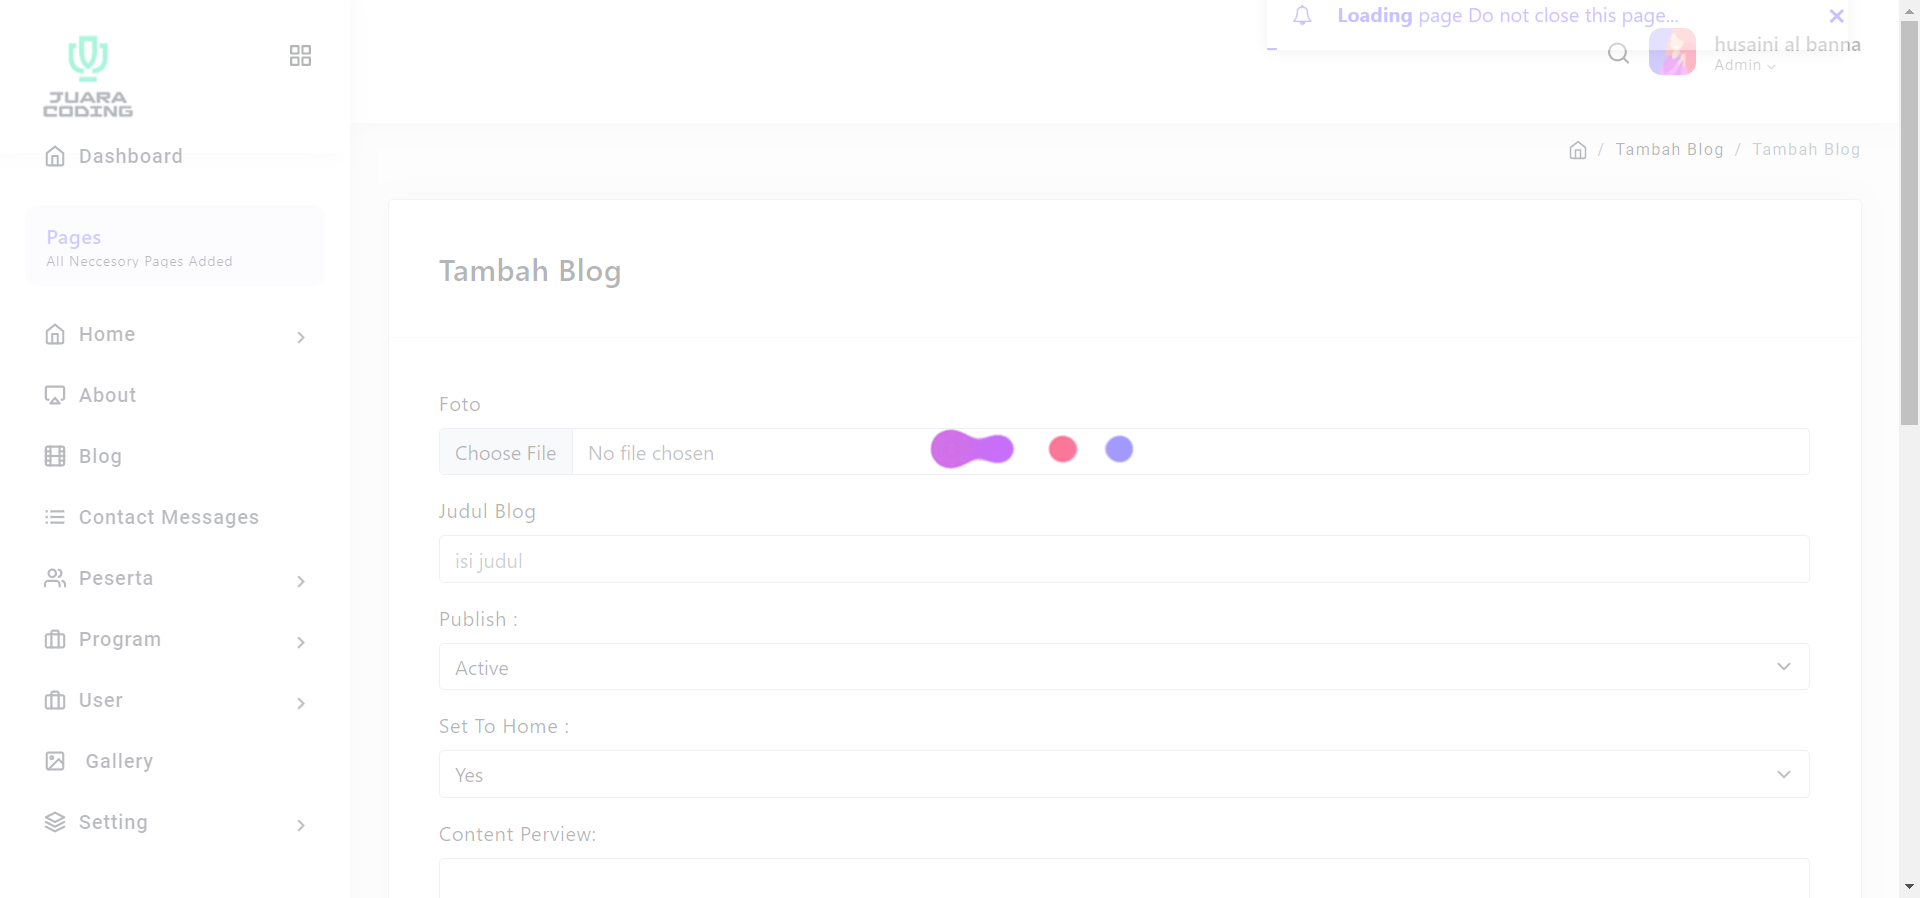 Loading page Do not close this page...
JUARA
CODING
husaini al banna
Admin
Dashboard
/ Tambah Blog / Tambah Blog
Pages
All Neccesory Pages Added
Tambah Blog
Home
About
Blog
Contact Messages
Peserta
Program
User
Gallery
Setting
Foto
Choose File No file chosen
Judul Blog
isi judul
Publish :
Active
Set To Home :
Yes
Content Perview: